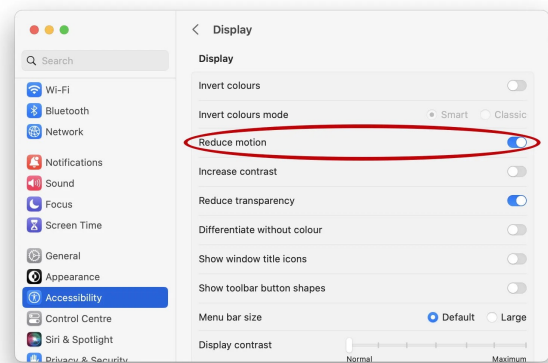 Display
Search
Wi-Fi
Bluetooth
Network
Notifications
Sound
Focus
Screen Time
General
Appearance
Accessibility
Control Centre
Siri & Spotlight
Privacy & Security
Display
Invert colours
Invert colours mode Smart Classic
Reduce motion
Increase contrast
Reduce transparency
Differentiate without colour
Show window title icons
Show toolbar button shapes
Menu bar size Default Large
Display contrast
Normal Maximum